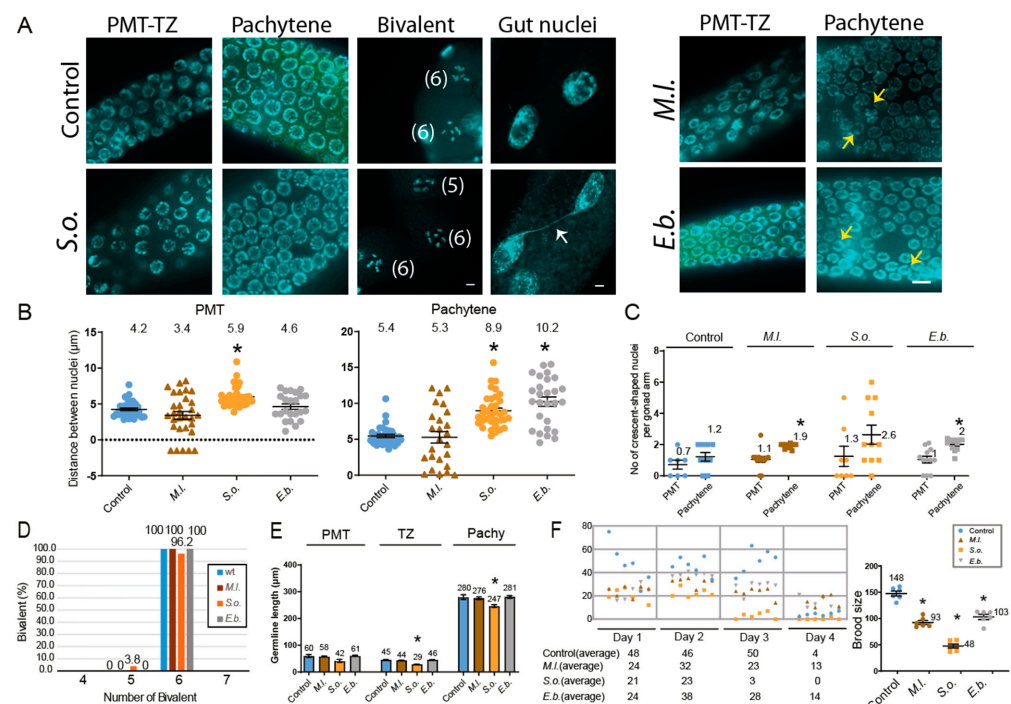 A
PMT-TZ Pachytene Bivalent Gut nuclei
PMT-TZ Pachytene
Control
(6)
(6)
M.l.
S.o.
(5)
(6)
(6)
E.b.
B
PMT
4.2 3.4 5.9 4.6
*
Distance between nuclei (µm)
15
10
5
0
-5
Control M.l. S.o. E.b.
Pachytene
5.4 5.3 8.9 10.2
* *
20
15
10
5
0
Control M.l. S.o. E.b.
C
Control M.l. S.o. E.b.
No of crescent-shaped nuclei
per gonad arm
8
6
4
2
0
0.7 1.2 1.1 1.9 * 1.3 2.6 1 2 *
PMT Pachytene PMT Pachytene PMT Pachytene PMT Pachytene
D
100 100 96.2 100
Bivalent (%)
100.0
90.0
80.0
70.0
60.0
50.0
40.0
30.0
20.0
10.0
0.0
0 0 3.8 0
4 5 6 7
Number of Bivalent
wt
M.l.
S.o.
E.b.
E
PMT TZ Pachy
Germline length (µm)
400
300
200
100
0
60 58 42 61
45 44 29 * 46
280 276 247 * 281
Control M.l. S.o. E.b. Control M.l. S.o. E.b. Control M.l. S.o. E.b.
F
80
60
40
20
0
Day 1 Day 2 Day 3 Day 4
Control(average) 48 46 50 4
M.l.(average) 24 32 23 13
S.o.(average) 21 23 3 0
E.b.(average) 24 38 28 14
Control
M.l.
S.o.
E.b.
Brood size
200
150
100
50
0
148 * 93 * 48 * 103
Control M.l. S.o. E.b.